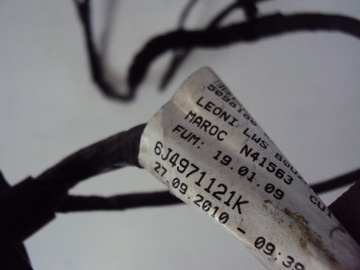 LEONI LWS
MAROC N41563
FUM: 19.01.09
6J4971121K
27.09.2010 - 09:39